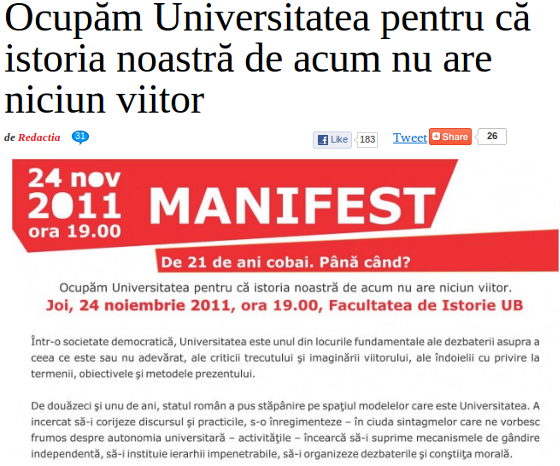 Ocupăm Universitatea pentru că
istoria noastră de acum nu are
niciun viitor
de Redactia 31 Like 183 Tweet Share 26
24 nov
2011
ora 19.00
MANIFEST
De 21 de ani cobai. Până când?
Ocupăm Universitatea pentru că istoria noastră de acum nu are niciun viitor.
Joi, 24 noiembrie 2011, ora 19.00, Facultatea de Istorie UB
Într-o societate democratică, Universitatea este unul din locurile fundamentale ale dezbaterii asupra a
ceea ce este sau nu adevărat, ale criticii trecutului și imaginării viitorului, ale îndoielii cu privire la
termenii, obiectivele și metodele prezentului.
De douăzeci și unu de ani, statul român a pus stăpânire pe spațiul modelelor care este Universitatea. A
incercat să-i corijeze discursul și practicile, s-o înregimenteze – în ciuda sintagmelor care ne vorbesc
frumos despre autonomia universitară – activitățile – încearcă să-i suprime mecanismele de gândire
independentă, să-i instituie ierarhii impenetrabile, să-i organizeze dezbaterile și conștiița morală.